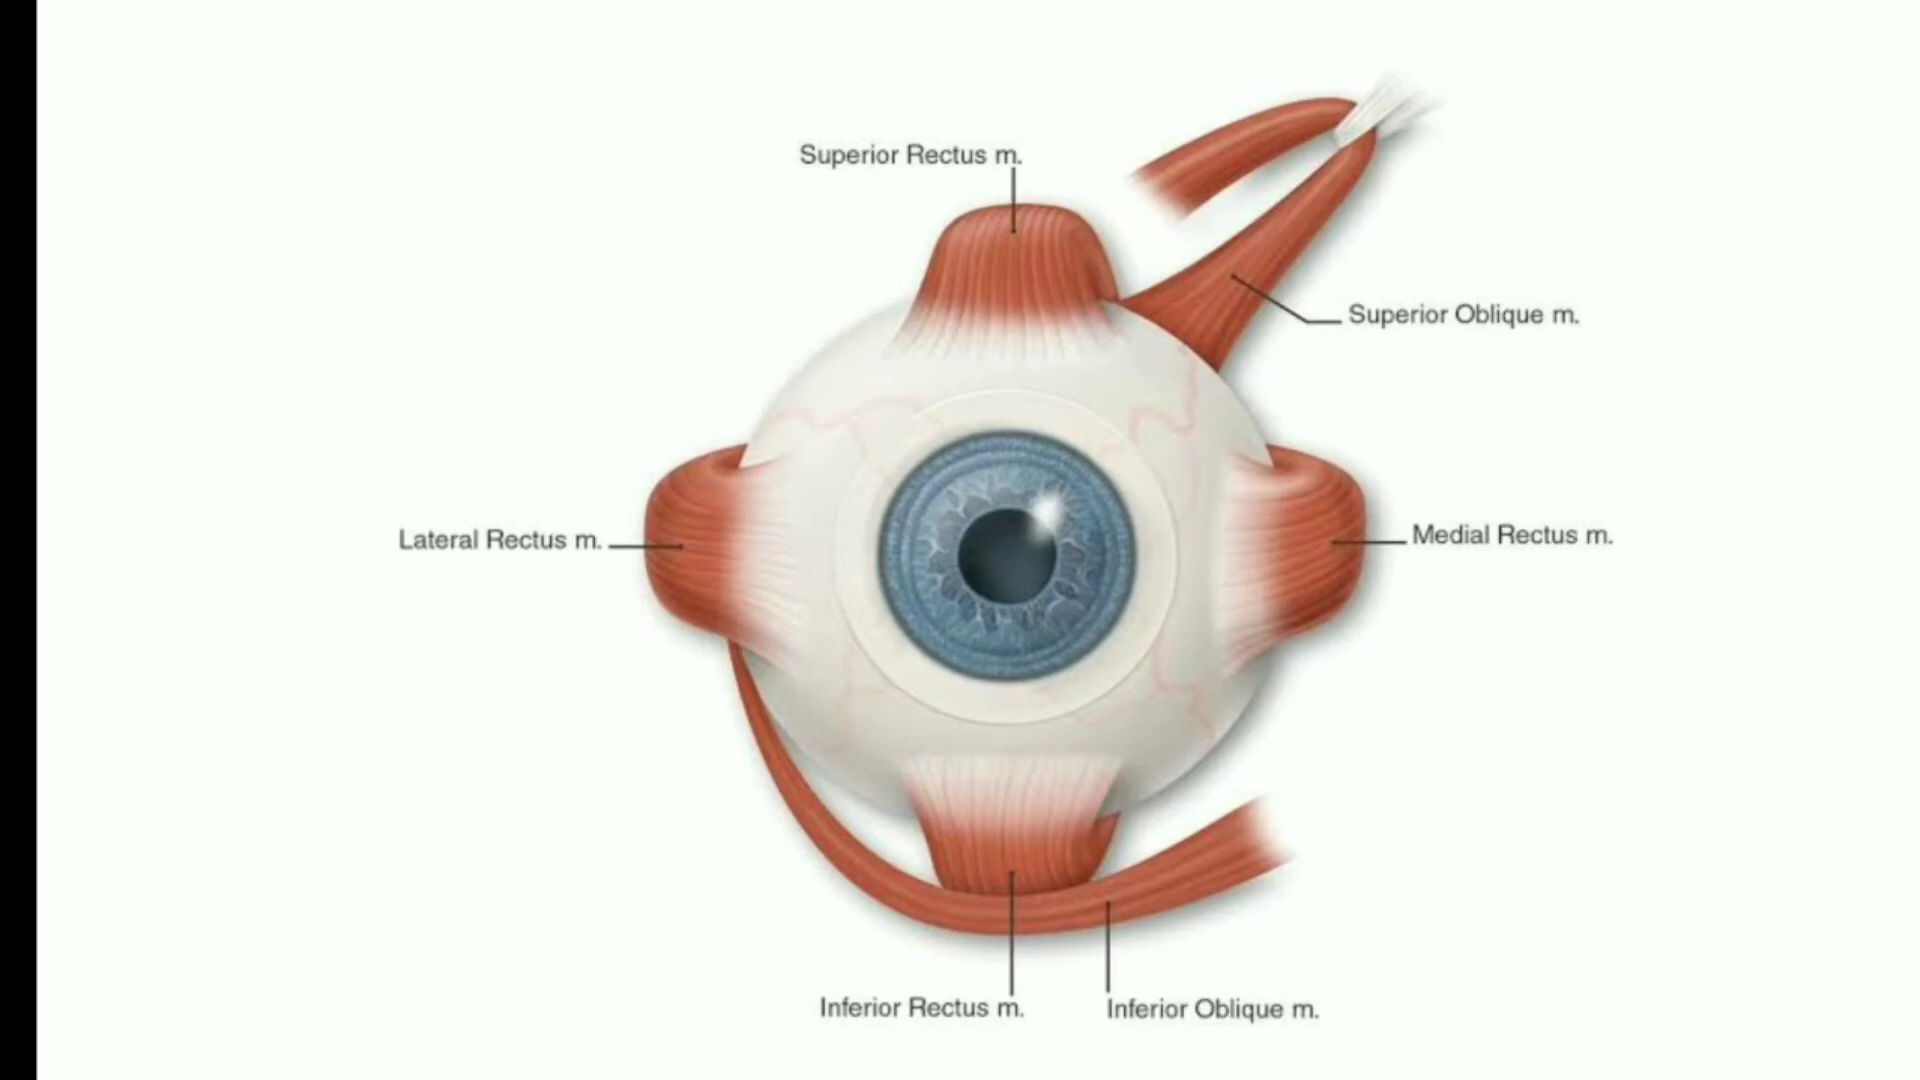 Superior Rectus m.
Superior Oblique m.
Lateral Rectus m.
Medial Rectus m.
Inferior Rectus m.
Inferior Oblique m.